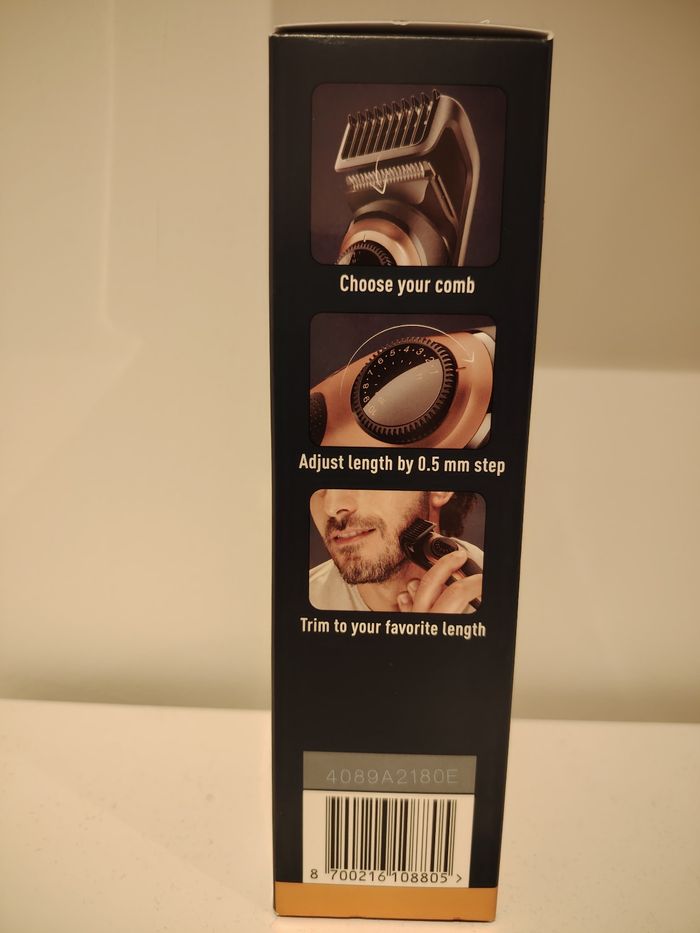 Choose your comb
Adjust length by 0.5 mm step
Trim to your favorite length
4089A2180E
8 700216 108805 >